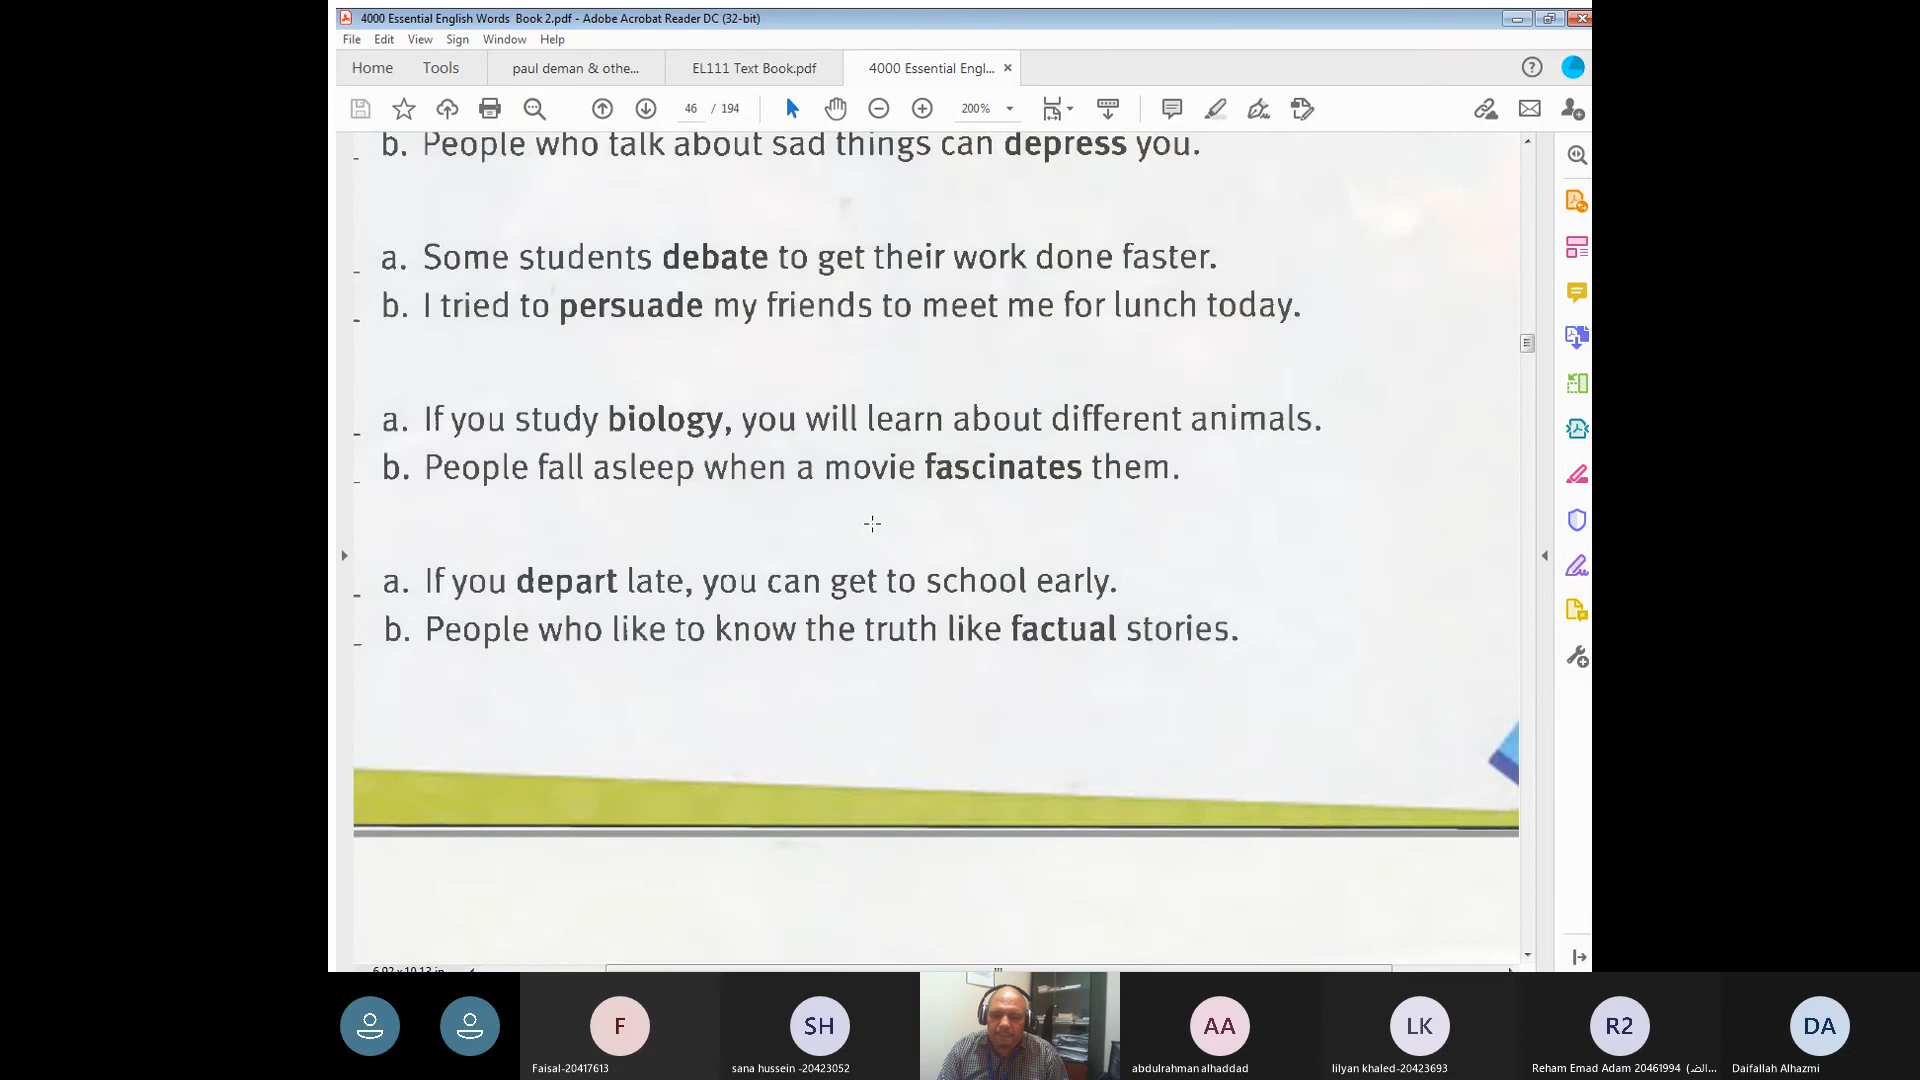 4000 Essential English Words Book 2.pdf - Adobe Acrobat Reader DC (32-bit)
File Edit View Sign Window Help
Home Tools paul deman & othe... EL111 Text Book.pdf 4000 Essential Engl... ×
46 / 194 200%
b. People who talk about sad things can depress you.
a. Some students debate to get their work done faster.
b. I tried to persuade my friends to meet me for lunch today.
a. If you study biology, you will learn about different animals.
b. People fall asleep when a movie fascinates them.
a. If you depart late, you can get to school early.
b. People who like to know the truth like factual stories.
6.92 x 10.13 in
F SH AA LK R2 DA
Faisal-20417613 sana hussein -20423052 abdulrahman alhaddad lilyan khaled-20423693 Reham Emad Adam 20461994 (الضـ... Daifallah Alhazmi